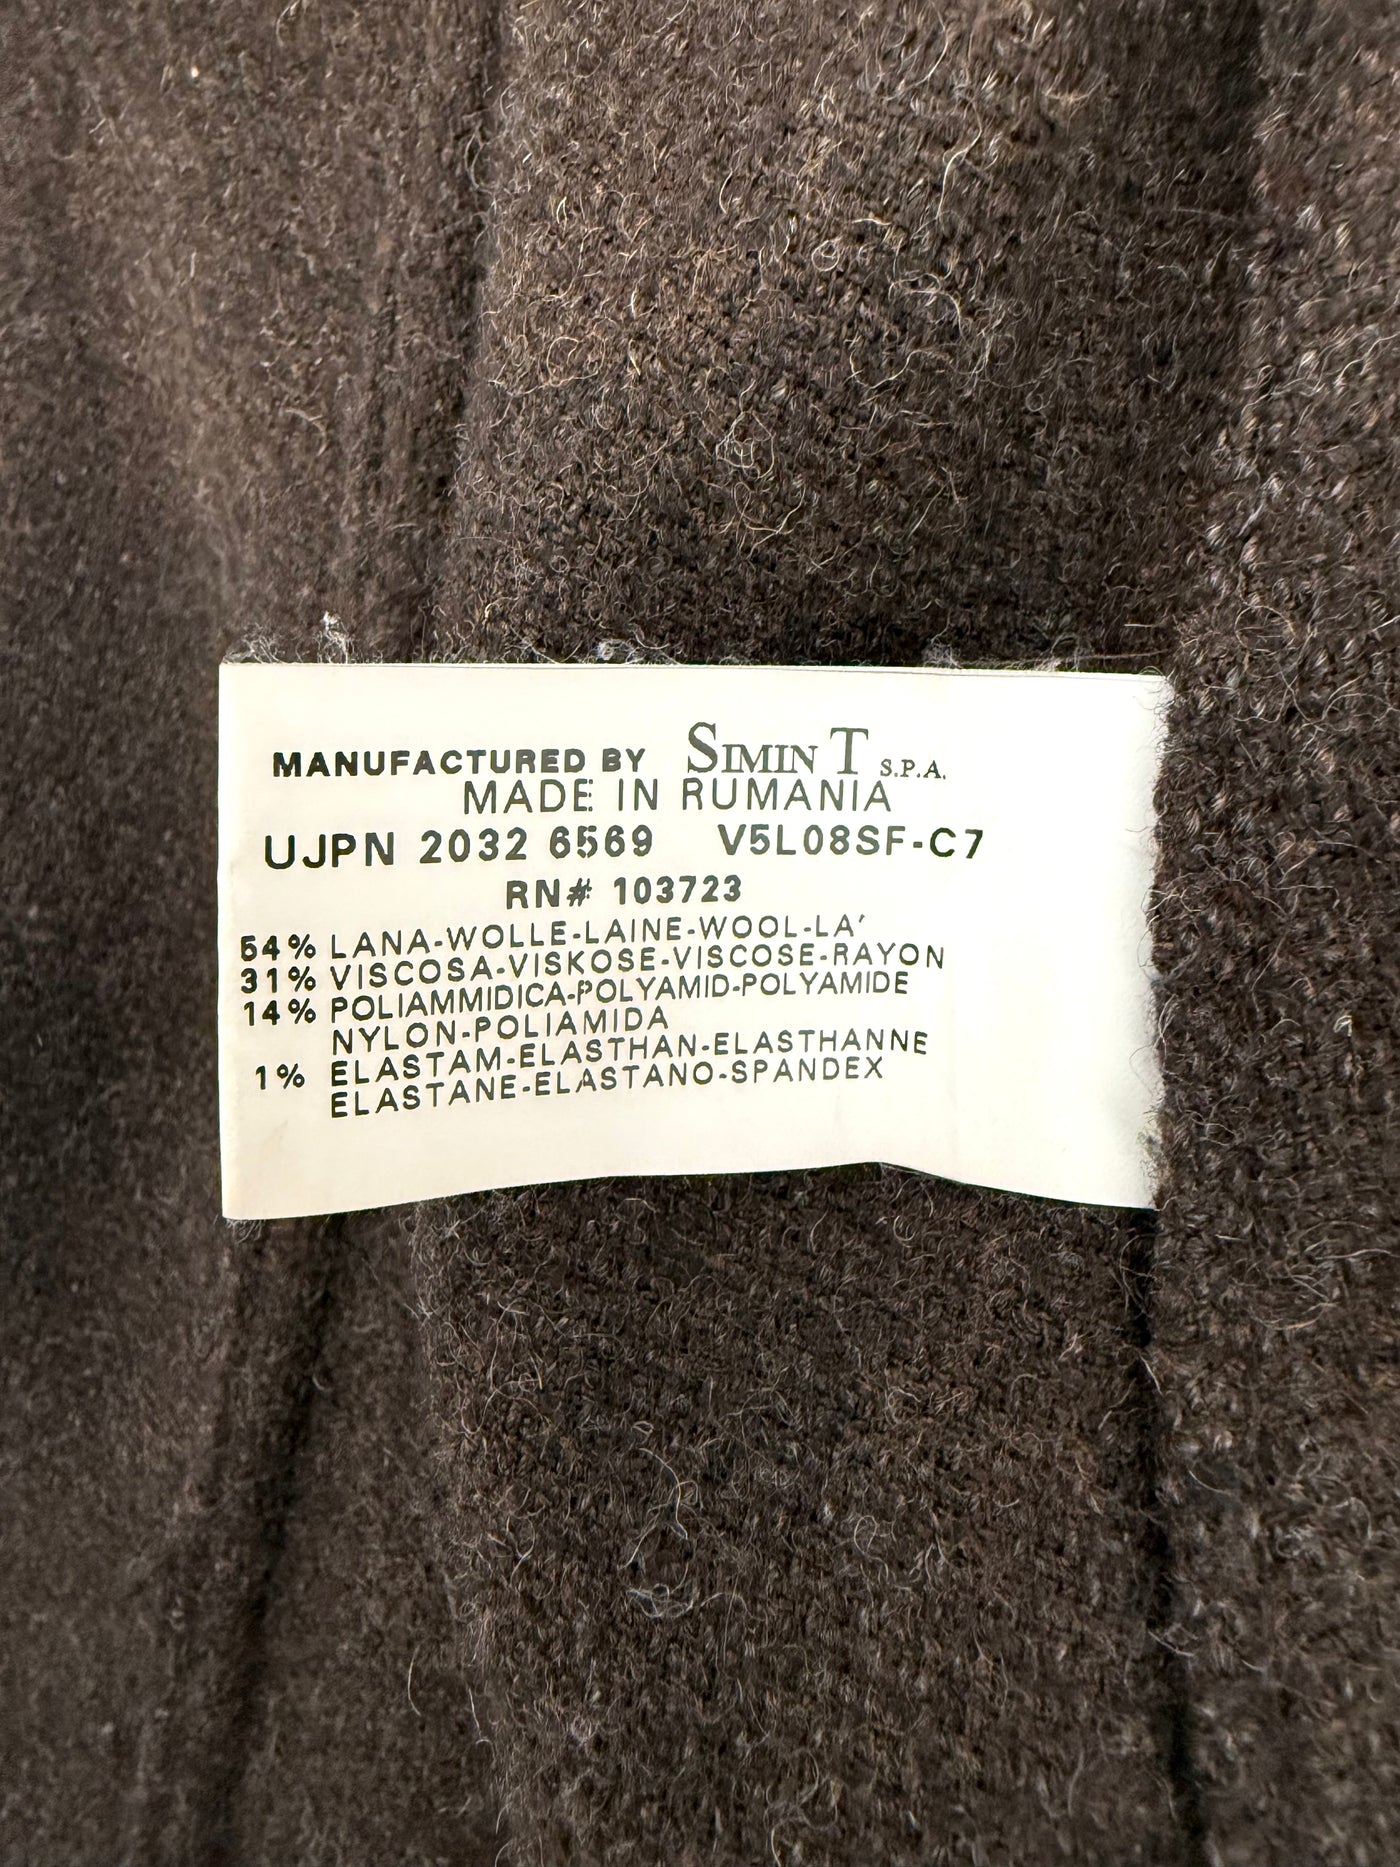 MANUFACTURED BY SIMIN T S.P.A.
MADE IN RUMANIA
UJPN 2032 6569 V5L08SF-C7
RN# 103723
54% LANA-WOLLE-LAINE-WOOL-LA'
31% VISCOSA-VISKOSE-VISCOSE-RAYON
14% POLIAMMIDICA-POLYAMID-POLYAMIDE
NYLON-POLIAMIDA
1% ELASTAM-ELASTHAN-ELASTHANNE
ELASTANE-ELASTANO-SPANDEX